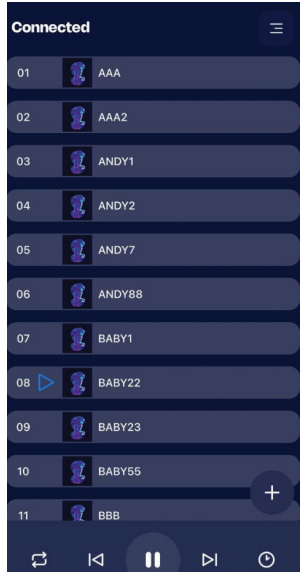 Connected
01 AAA
02 AAA2
03 ANDY1
04 ANDY2
05 ANDY7
06 ANDY88
07 BABY1
08 BABY22
09 BABY23
10 BABY55
11 BBB